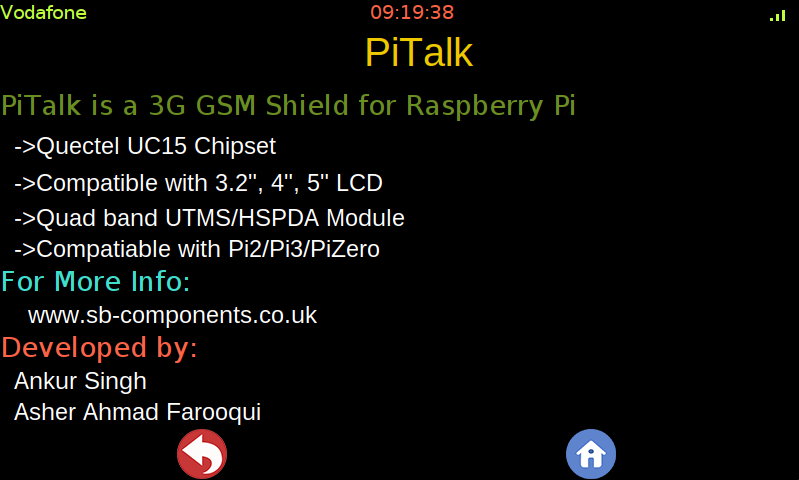 Vodafone 09:19:38
PiTalk
PiTalk is a 3G GSM Shield for Raspberry Pi
->Quectel UC15 Chipset
->Compatible with 3.2'', 4'', 5'' LCD
->Quad band UTMS/HSPDA Module
->Compatiable with Pi2/Pi3/PiZero
For More Info:
www.sb-components.co.uk
Developed by:
Ankur Singh
Asher Ahmad Farooqui